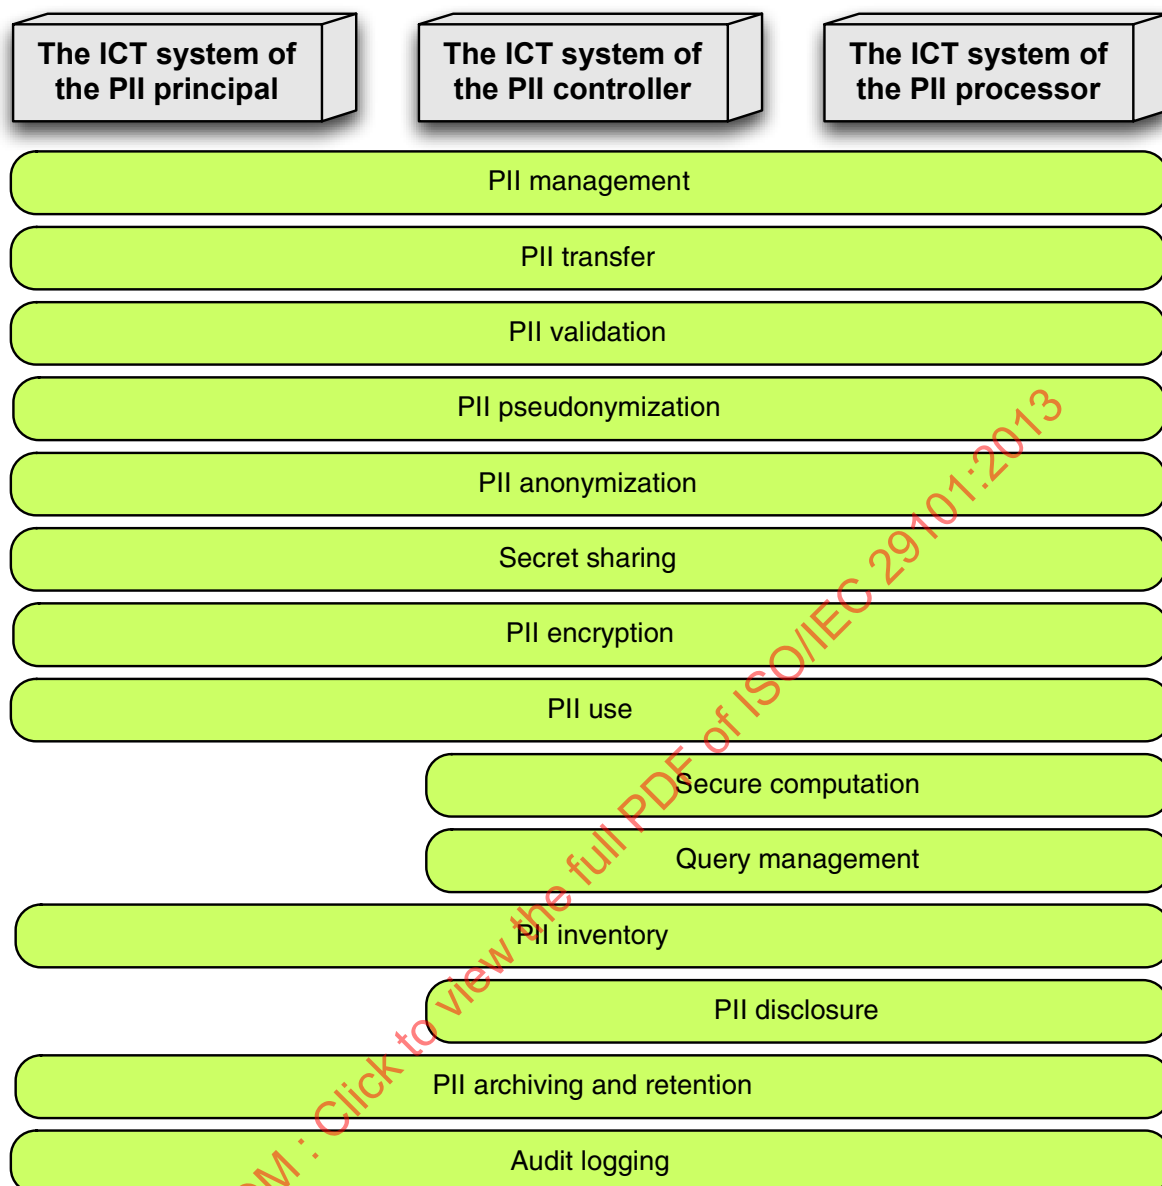 The ICT system of
the PII principal
The ICT system of
the PII controller
The ICT system of
the PII processor
PII management
PII transfer
PII validation
PII pseudonymization
PII anonymization
Secret sharing
PII encryption
PII use
Secure computation
Query management
PII inventory
PII disclosure
PII archiving and retention
Audit logging
: Click to view the full PDF of ISO/IEC 29101:2013